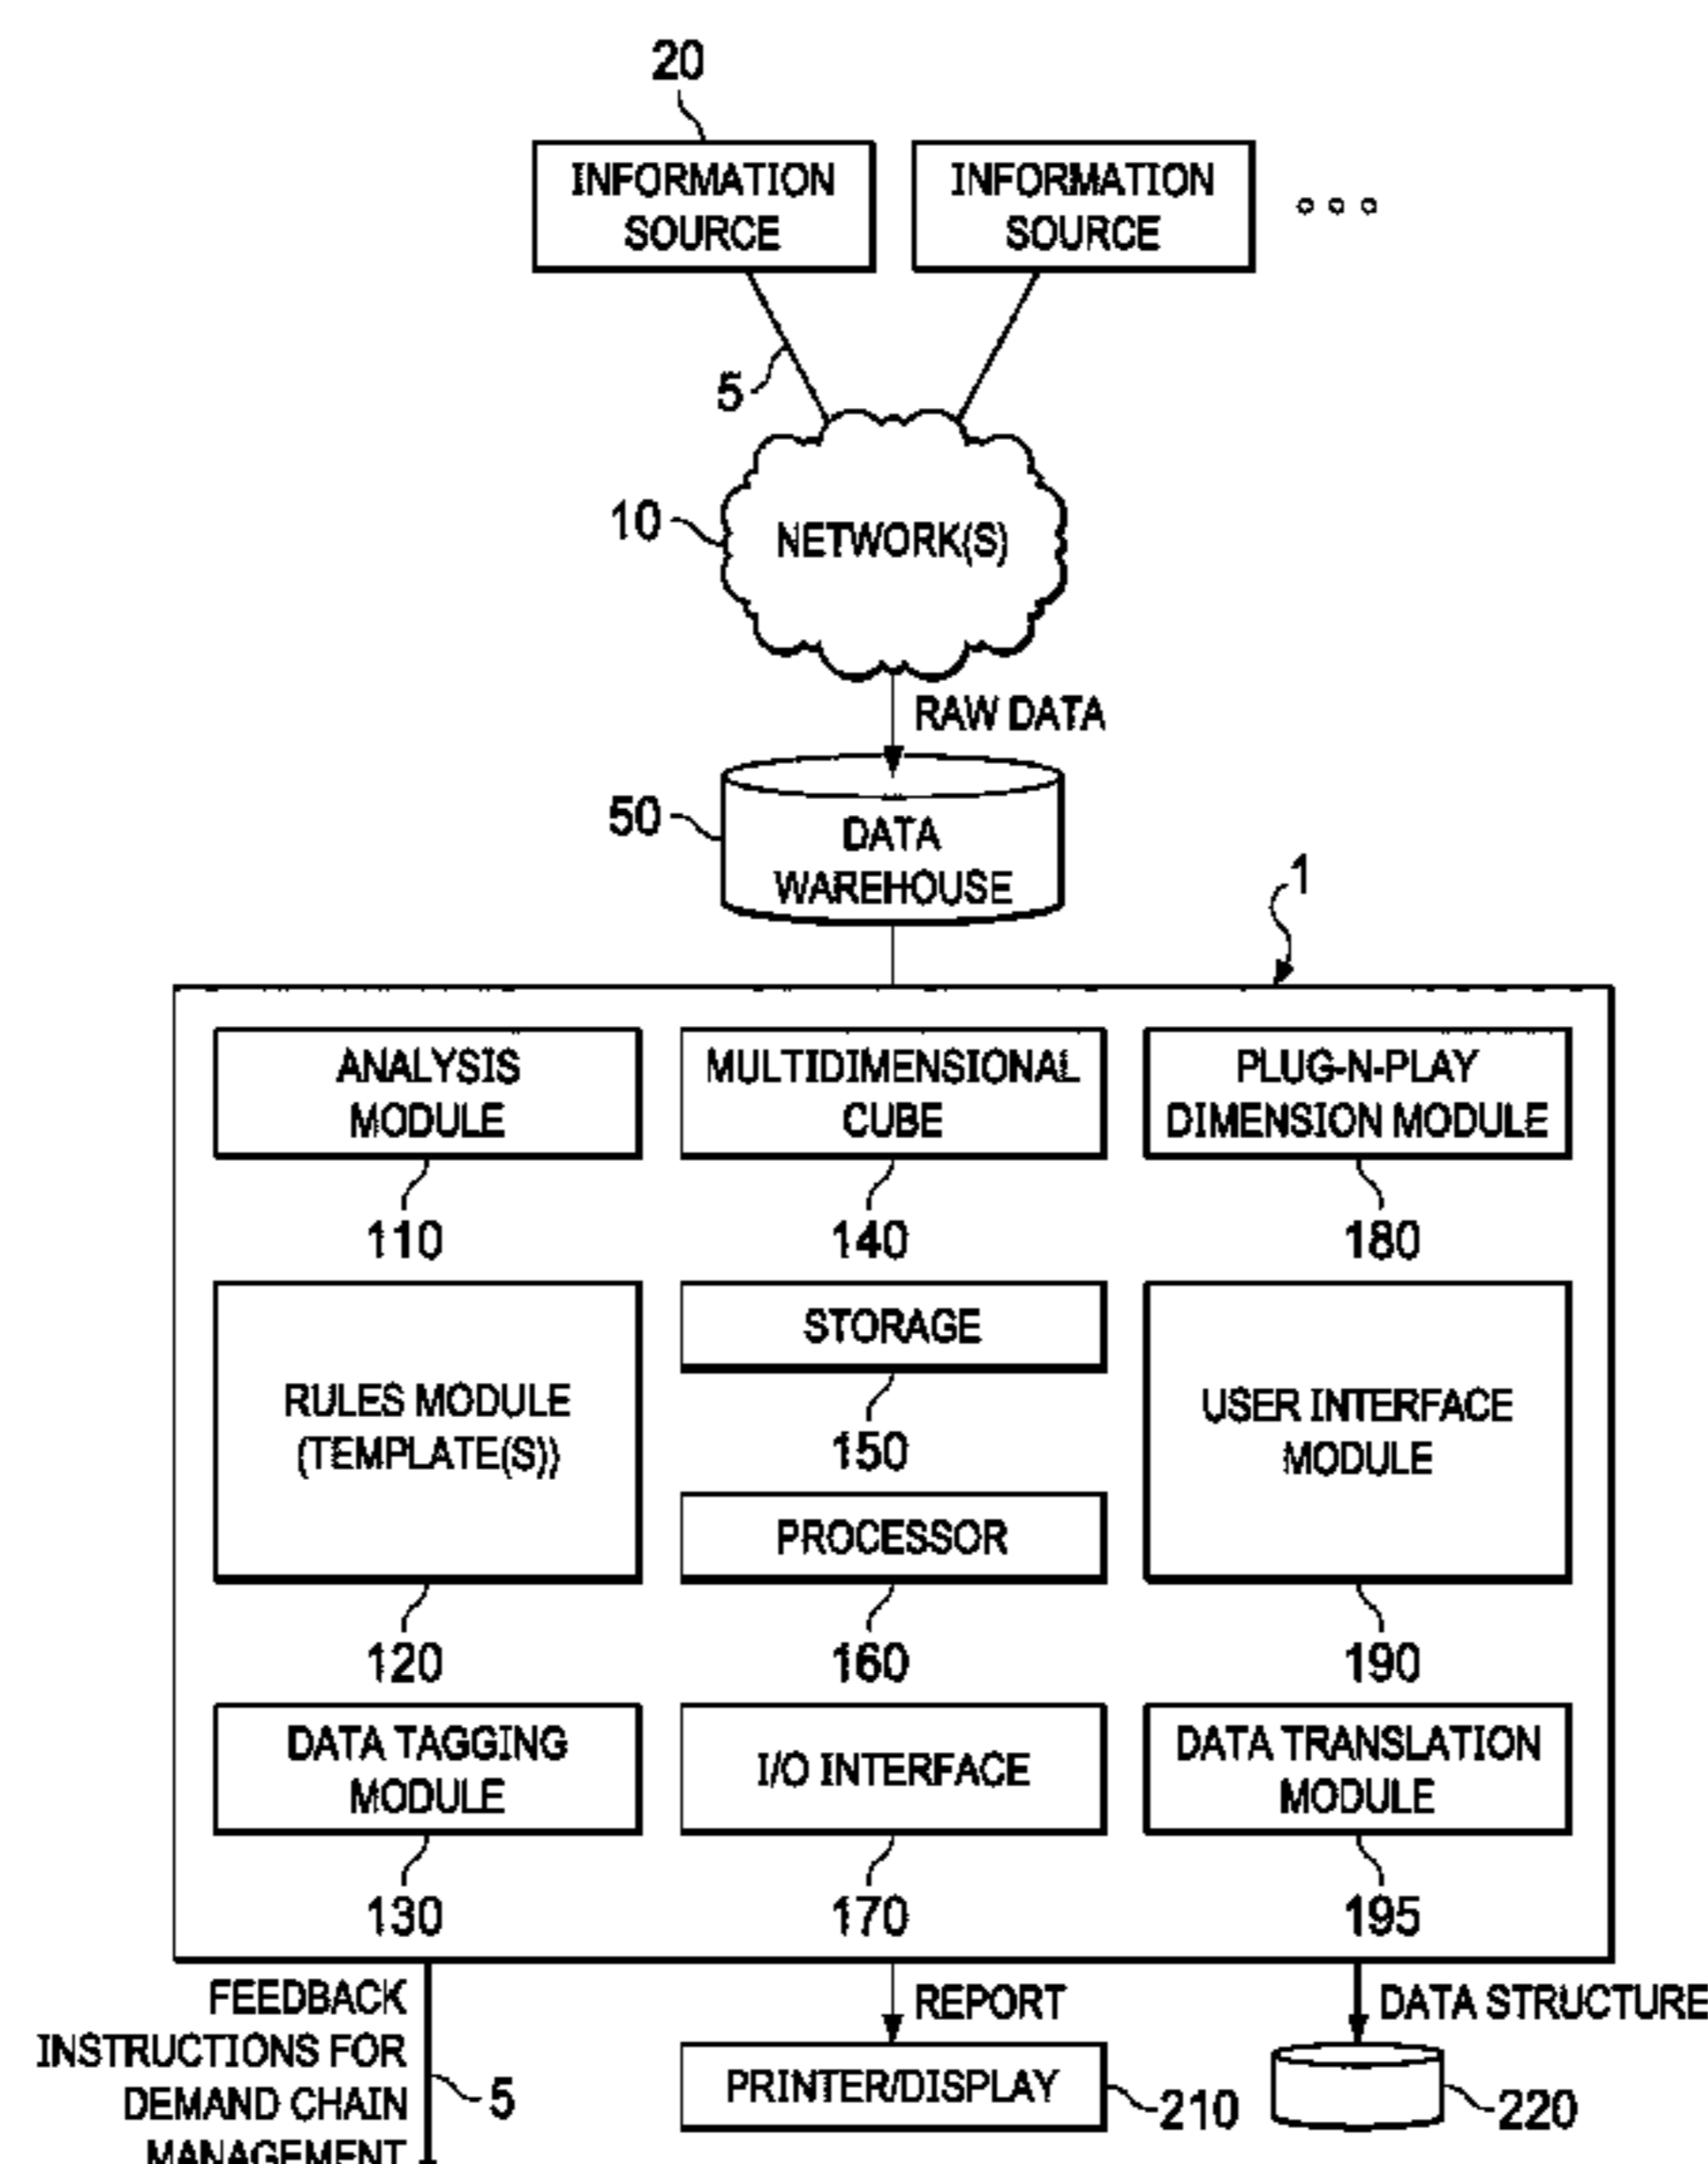 20
INFORMATION
SOURCE
INFORMATION
SOURCE
5
10
NETWORK(S)
RAW DATA
50
DATA
WAREHOUSE
1
ANALYSIS
MODULE
MULTIDIMENSIONAL
CUBE
PLUG-N-PLAY
DIMENSION MODULE
110
140
180
RULES MODULE
(TEMPLATE(S))
STORAGE
150
PROCESSOR
USER INTERFACE
MODULE
120
160
190
DATA TAGGING
MODULE
I/O INTERFACE
DATA TRANSLATION
MODULE
130
170
195
FEEDBACK
INSTRUCTIONS FOR
DEMAND CHAIN
MANAGEMENT
5
REPORT
PRINTER/DISPLAY
210
DATA STRUCTURE
220